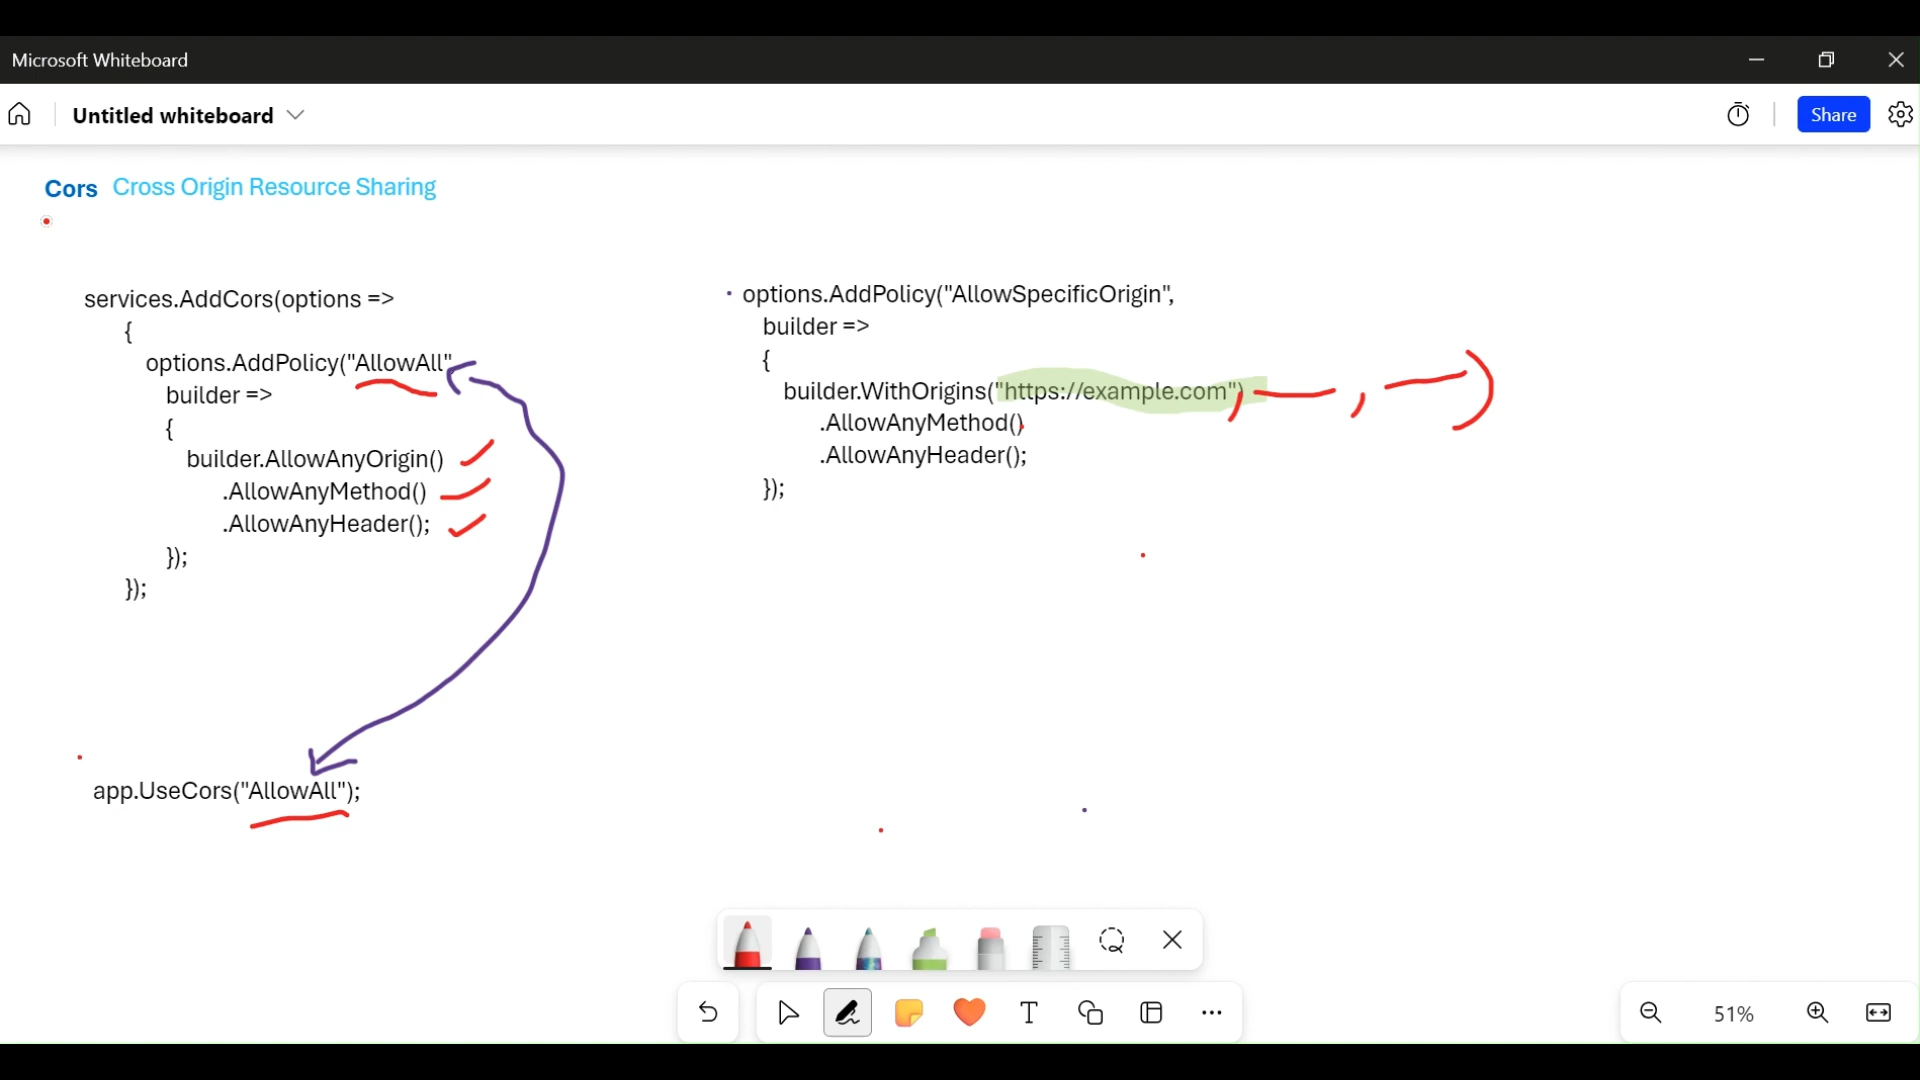 Microsoft Whiteboard
Untitled whiteboard
Share
Cors Cross Origin Resource Sharing
services.AddCors(options =>
{
options.AddPolicy("AllowAll"
builder =>
{
builder.AllowAnyOrigin()
.AllowAnyMethod()
.AllowAnyHeader();
});
});
app.UseCors("AllowAll");
options.AddPolicy("AllowSpecificOrigin",
builder =>
{
builder.WithOrigins("https://example.com")
.AllowAnyMethod()
.AllowAnyHeader();
});
51%